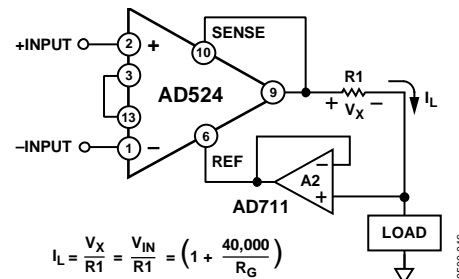 +INPUT
2
+
10
SENSE
3
AD524
9
R1
+ VX –
IL
13
–INPUT
1
–
6
REF
–
A2
+
AD711
LOAD
IL = VX/R1 = VIN/R1 = (1 + 40,000/RG)